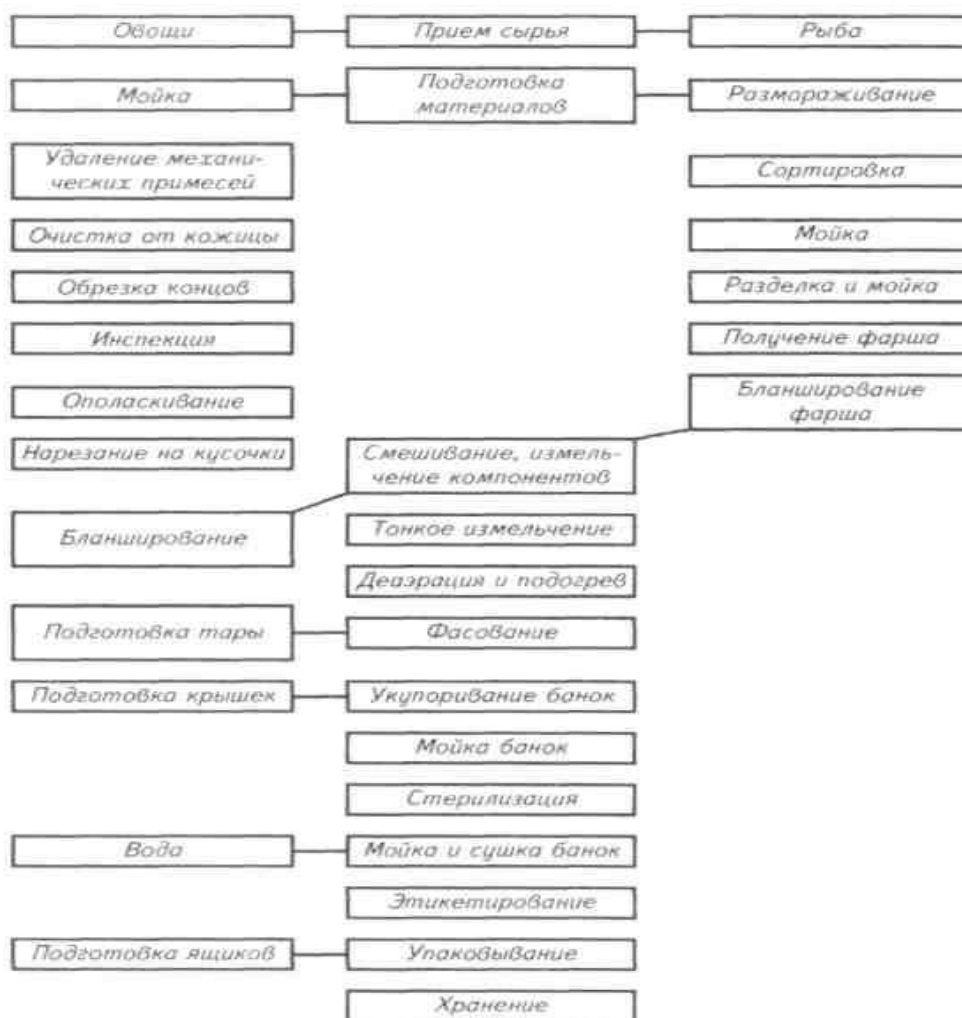 Овощи
Прием сырья
Рыба
Мойка
Подготовка
материалов
Размораживание
Удаление механи-
ческих примесей
Сортировка
Очистка от кожицы
Мойка
Обрезка концов
Разделка и мойка
Инспекция
Получение фарша
Ополаскивание
Бланширование
фарша
Нарезание на кусочки
Смешивание, измель-
чение компонентов
Бланширование
Тонкое измельчение
Деаэрация и подогрев
Подготовка тары
Фасование
Подготовка крышек
Укупоривание банок
Мойка банок
Стерилизация
Вода
Мойка и сушка банок
Этикетирование
Подготовка ящиков
Упаковывание
Хранение